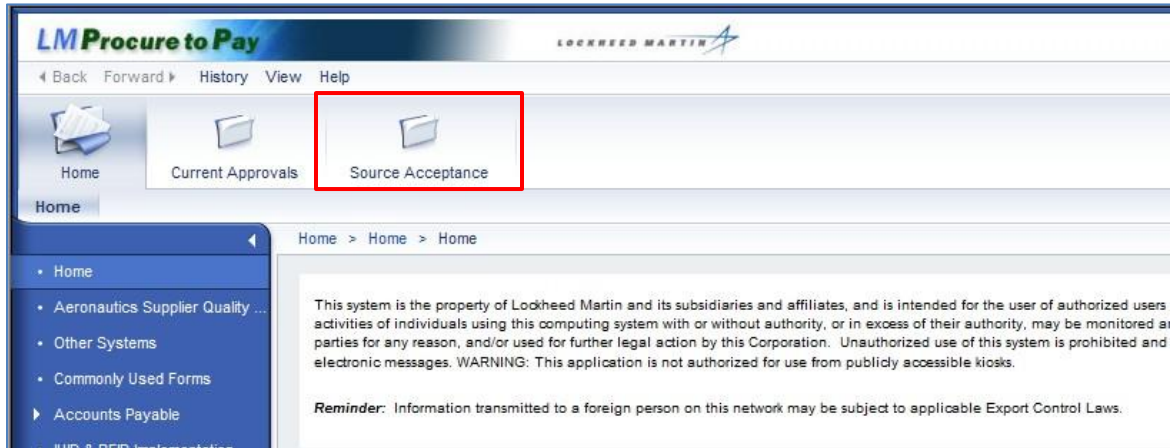 LM Procure to Pay
LOCKHEED MARTIN
Back Forward History View Help
Home Current Approvals Source Acceptance
Home
Home > Home > Home
• Home
• Aeronautics Supplier Quality ...
• Other Systems
• Commonly Used Forms
Accounts Payable
This system is the property of Lockheed Martin and its subsidiaries and affiliates, and is intended for the user of authorized users
activities of individuals using this computing system with or without authority, or in excess of their authority, may be monitored
parties for any reason, and/or used for further legal action by this Corporation. Unauthorized use of this system is prohibited and
electronic messages. WARNING: This application is not authorized for use from publicly accessible kiosks.
Reminder: Information transmitted to a foreign person on this network may be subject to applicable Export Control Laws.